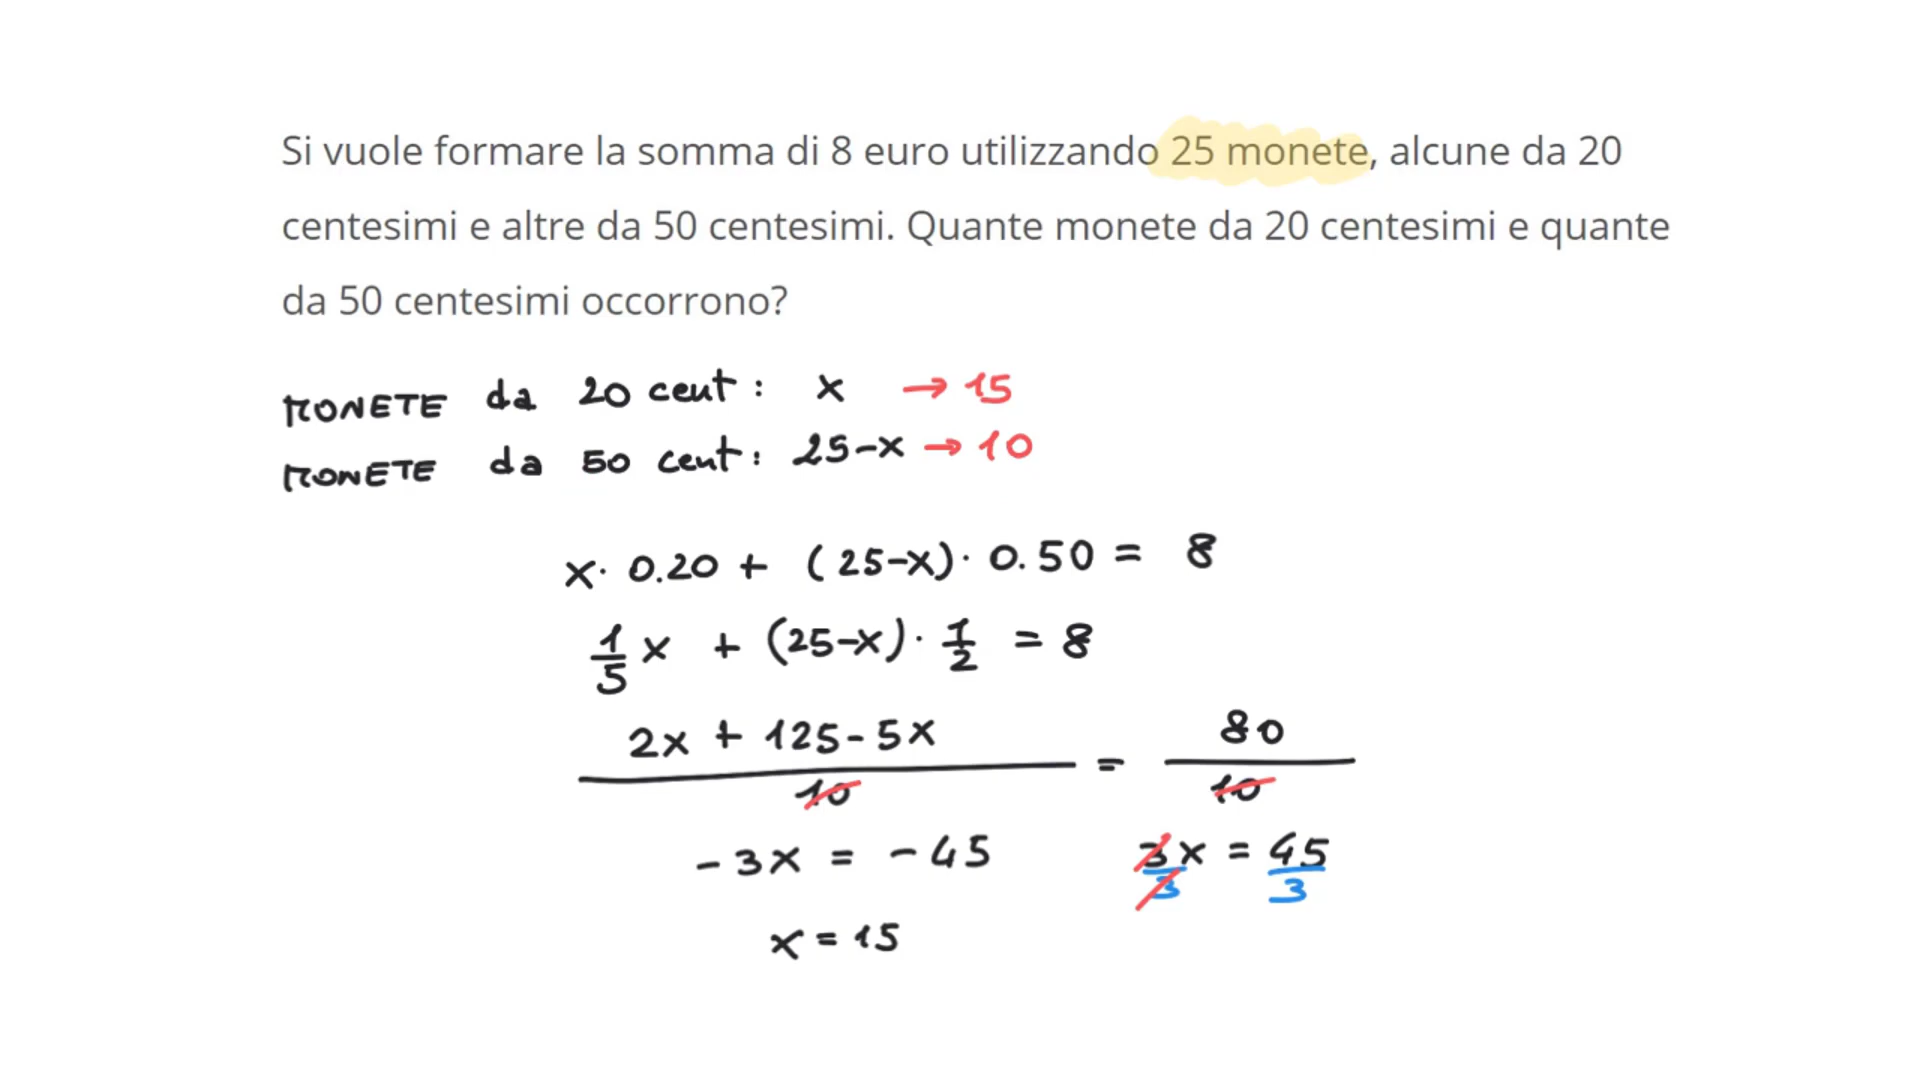 Si vuole formare la somma di 8 euro utilizzando 25 monete, alcune da 20
centesimi e altre da 50 centesimi. Quante monete da 20 centesimi e quante
da 50 centesimi occorrono?
MONETE da 20 cent: x → 15
MONETE da 50 cent: 25-x → 10
x · 0.20 + (25-x) · 0.50 = 8
1/5 x + (25-x) · 1/2 = 8
2x + 125 - 5x / 10 = 80 / 10
-3x = -45 3x/3 = 45/3
x = 15